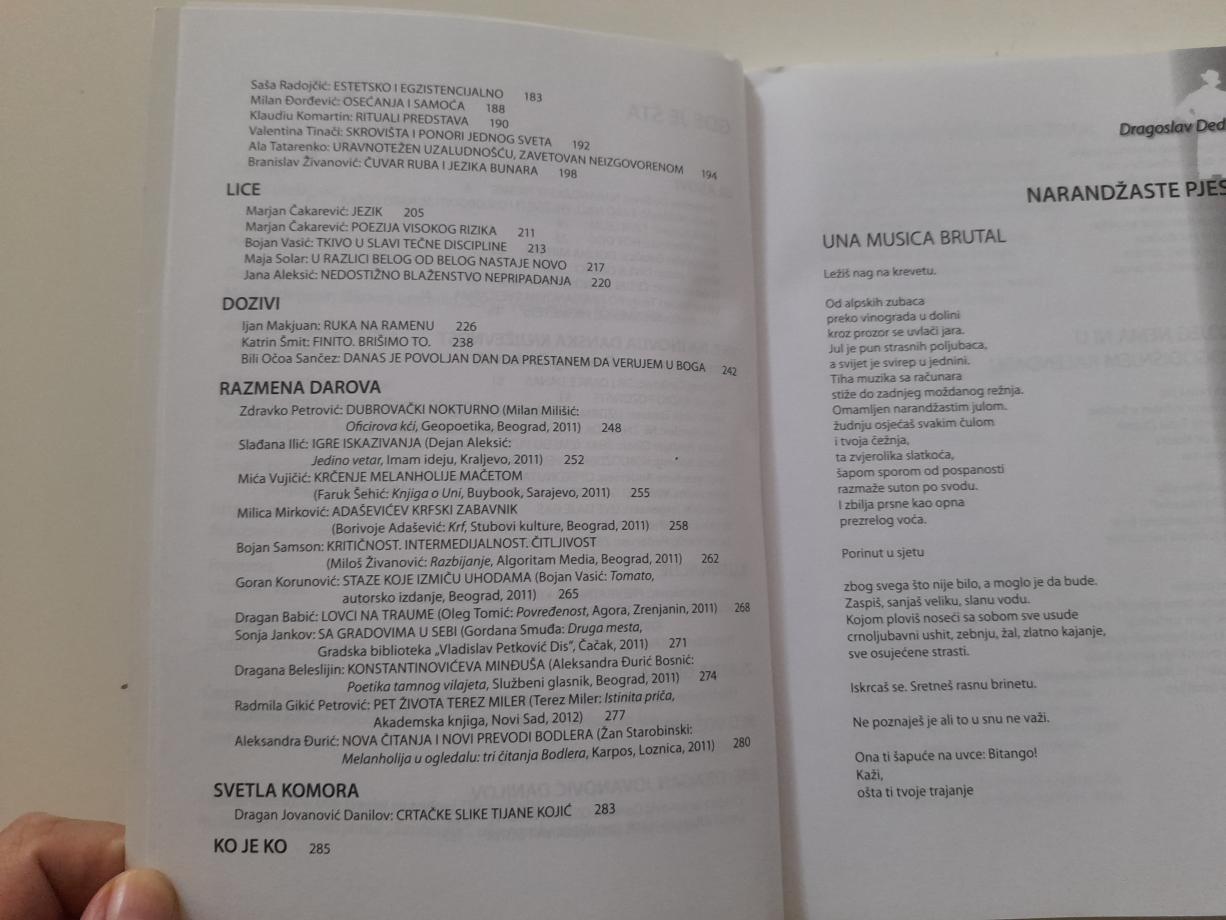 Saša Radojčić: ESTETSKO I EGZISTENCIJALNO 183
Milan Đorđević: OSEĆANJA I SAMOĆA 188
Klaudiu Komartin: RITUALI PREDSTAVA 190
Valentina Tinači: SKROVIŠTA I PONORI JEDNOG SVETA 192
Ala Tatarenko: URAVNOTEŽEN UZALUDNOŠĆU, ZAVETOVAN NEIZGOVORENOM 194
Branislav Živanović: ČUVAR RUBA I JEZIKA BUNARA 198
LICE
Marjan Čakarević: JEZIK 205
Marjan Čakarević: POEZIJA VISOKOG RIZIKA 211
Bojan Vasić: TKIVO U SLAVI TEČNE DISCIPLINE 213
Maja Solar: U RAZLICI BELOG OD BELOG NASTAJE NOVO 217
Jana Aleksić: NEDOSTIŽNO BLAŽENSTVO NEPRIPADANJA 220
DOZIVI
Ijan Makjuan: RUKA NA RAMENU 226
Katrin Šmit: FINITO. BRIŠIMO TO. 238
Bili Očoa Sančez: DANAS JE POVOLJAN DAN DA PRESTANEM DA VERUJEM U BOGA 242
RAZMENA DAROVA
Zdravko Petrović: DUBROVAČKI NOKTURNO (Milan Milišić:
Oficirova kći, Geopoetika, Beograd, 2011) 248
Slađana Ilić: IGRE ISKAZIVANJA (Dejan Aleksić:
Jedino vetar, Imam ideju, Kraljevo, 2011) 252
Mića Vujičić: KRČENJE MELANHOLIJE MAČETOM
(Faruk Šehić: Knjiga o Uni, Buybook, Sarajevo, 2011) 255
Milica Mirković: ADAŠEVIĆEV KRFSKI ZABAVNIK
(Borivoje Adašević: Krf, Stubovi kulture, Beograd, 2011) 258
Bojan Samson: KRITIČNOST. INTERMEDIJALNOST. ČITLJIVOST
(Miloš Živanović: Razbijanje, Algoritam Media, Beograd, 2011) 262
Goran Korunović: STAZE KOJE IZMIČU UHODAMA (Bojan Vasić: Tomato,
autorsko izdanje, Beograd, 2011) 265
Dragan Babić: LOVCI NA TRAUME (Oleg Tomić: Povređenost, Agora, Zrenjanin, 2011) 268
Sonja Jankov: SA GRADOVIMA U SEBI (Gordana Smuđa: Druga mesta,
Gradska biblioteka „Vladislav Petković Dis", Čačak, 2011) 271
Dragana Beleslijin: KONSTANTINOVIĆEVA MINĐUŠA (Aleksandra Đurić Bosnić:
Poetika tamnog vilajeta, Službeni glasnik, Beograd, 2011) 274
Radmila Gikić Petrović: PET ŽIVOTA TEREZ MILER (Terez Miler: Istinita priča,
Akademska knjiga, Novi Sad, 2012) 277
Aleksandra Đurić: NOVA ČITANJA I NOVI PREVODI BODLERA (Žan Starobinski:
Melanholija u ogledalu: tri čitanja Bodlera, Karpos, Loznica, 2011) 280
SVETLA KOMORA
Dragan Jovanović Danilov: CRTAČKE SLIKE TIJANE KOJIĆ 283
KO JE KO 285
Dragoslav Ded
NARANDŽASTE PJES
UNA MUSICA BRUTAL
Ležiš nag na krevetu.
Od alpskih zubaca
preko vinograda u dolini
kroz prozor se uvlači jara.
Jul je pun strasnih poljubaca,
a svijet je svirep u jednini.
Tiha muzika sa računara
stiže do zadnjeg moždanog režnja.
Omamljen narandžastim julom.
žudnju osjećaš svakim čulom
i tvoja čežnja,
ta zvjerolika slatkoća,
šapom sporom od pospanosti
razmaže suton po svodu.
I zbilja prsne kao opna
prezrelog voća.
Porinut u sjetu
zbog svega što nije bilo, a moglo je da bude.
Zaspiš, sanjaš veliku, slanu vodu.
Kojom ploviš noseći sa sobom sve usude
crnoljubavni ushit, zebnju, žal, zlatno kajanje,
sve osujećene strasti.
Iskrcaš se. Sretneš rasnu brinetu.
Ne poznaješ je ali to u snu ne važi.
Ona ti šapuće na uvce: Bitango!
Kaži,
ošta ti tvoje trajanje